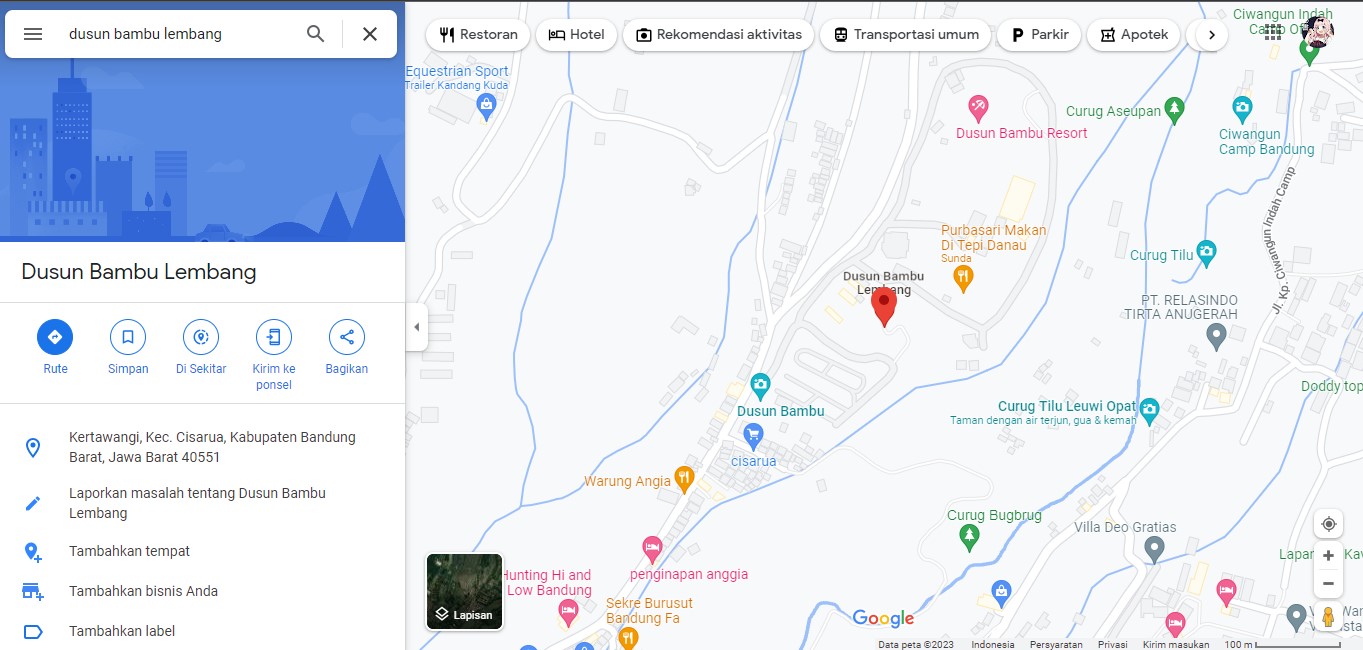 dusun bambu lembang
Restoran
Hotel
Rekomendasi aktivitas
Transportasi umum
Parkir
Apotek
Dusun Bambu Lembang
Rute
Simpan
Di Sekitar
Kirim ke
ponsel
Bagikan
Kertawangi, Kec. Cisarua, Kabupaten Bandung
Barat, Jawa Barat 40551
Laporkan masalah tentang Dusun Bambu
Lembang
Tambahkan tempat
Tambahkan bisnis Anda
Tambahkan label
Ciwangun Indah
Equestrian Sport
Trailer Kandang Kuda
Dusun Bambu Resort
Curug Aseupan
Ciwangun
Camp Bandung
Jl. Kp. Ciwangun Indah Camp
Purbasari Makan
Di Tepi Danau
Sunda
Curug Tilu
Dusun Bambu
Lembang
PT. RELASINDO
TIRTA ANUGERAH
Doddy top
Dusun Bambu
Curug Tilu Leuwi Opat
Taman dengan air terjun, gua & kemah
cisarua
Warung Angia
Curug Bugbrug
Villa Deo Gratias
penginapan anggia
Hunting Hi and
Low Bandung
Sekre Burusut
Bandung Fa
Lapisan
Google
Data peta ©2023
Indonesia
Persyaratan
Privasi
Kirim masukan
100 m